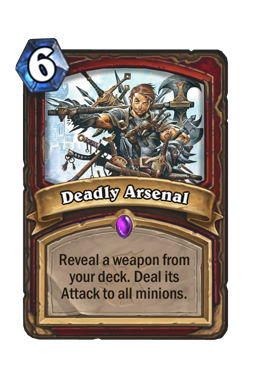 6
Deadly Arsenal
Reveal a weapon from
your deck. Deal its
Attack to all minions.